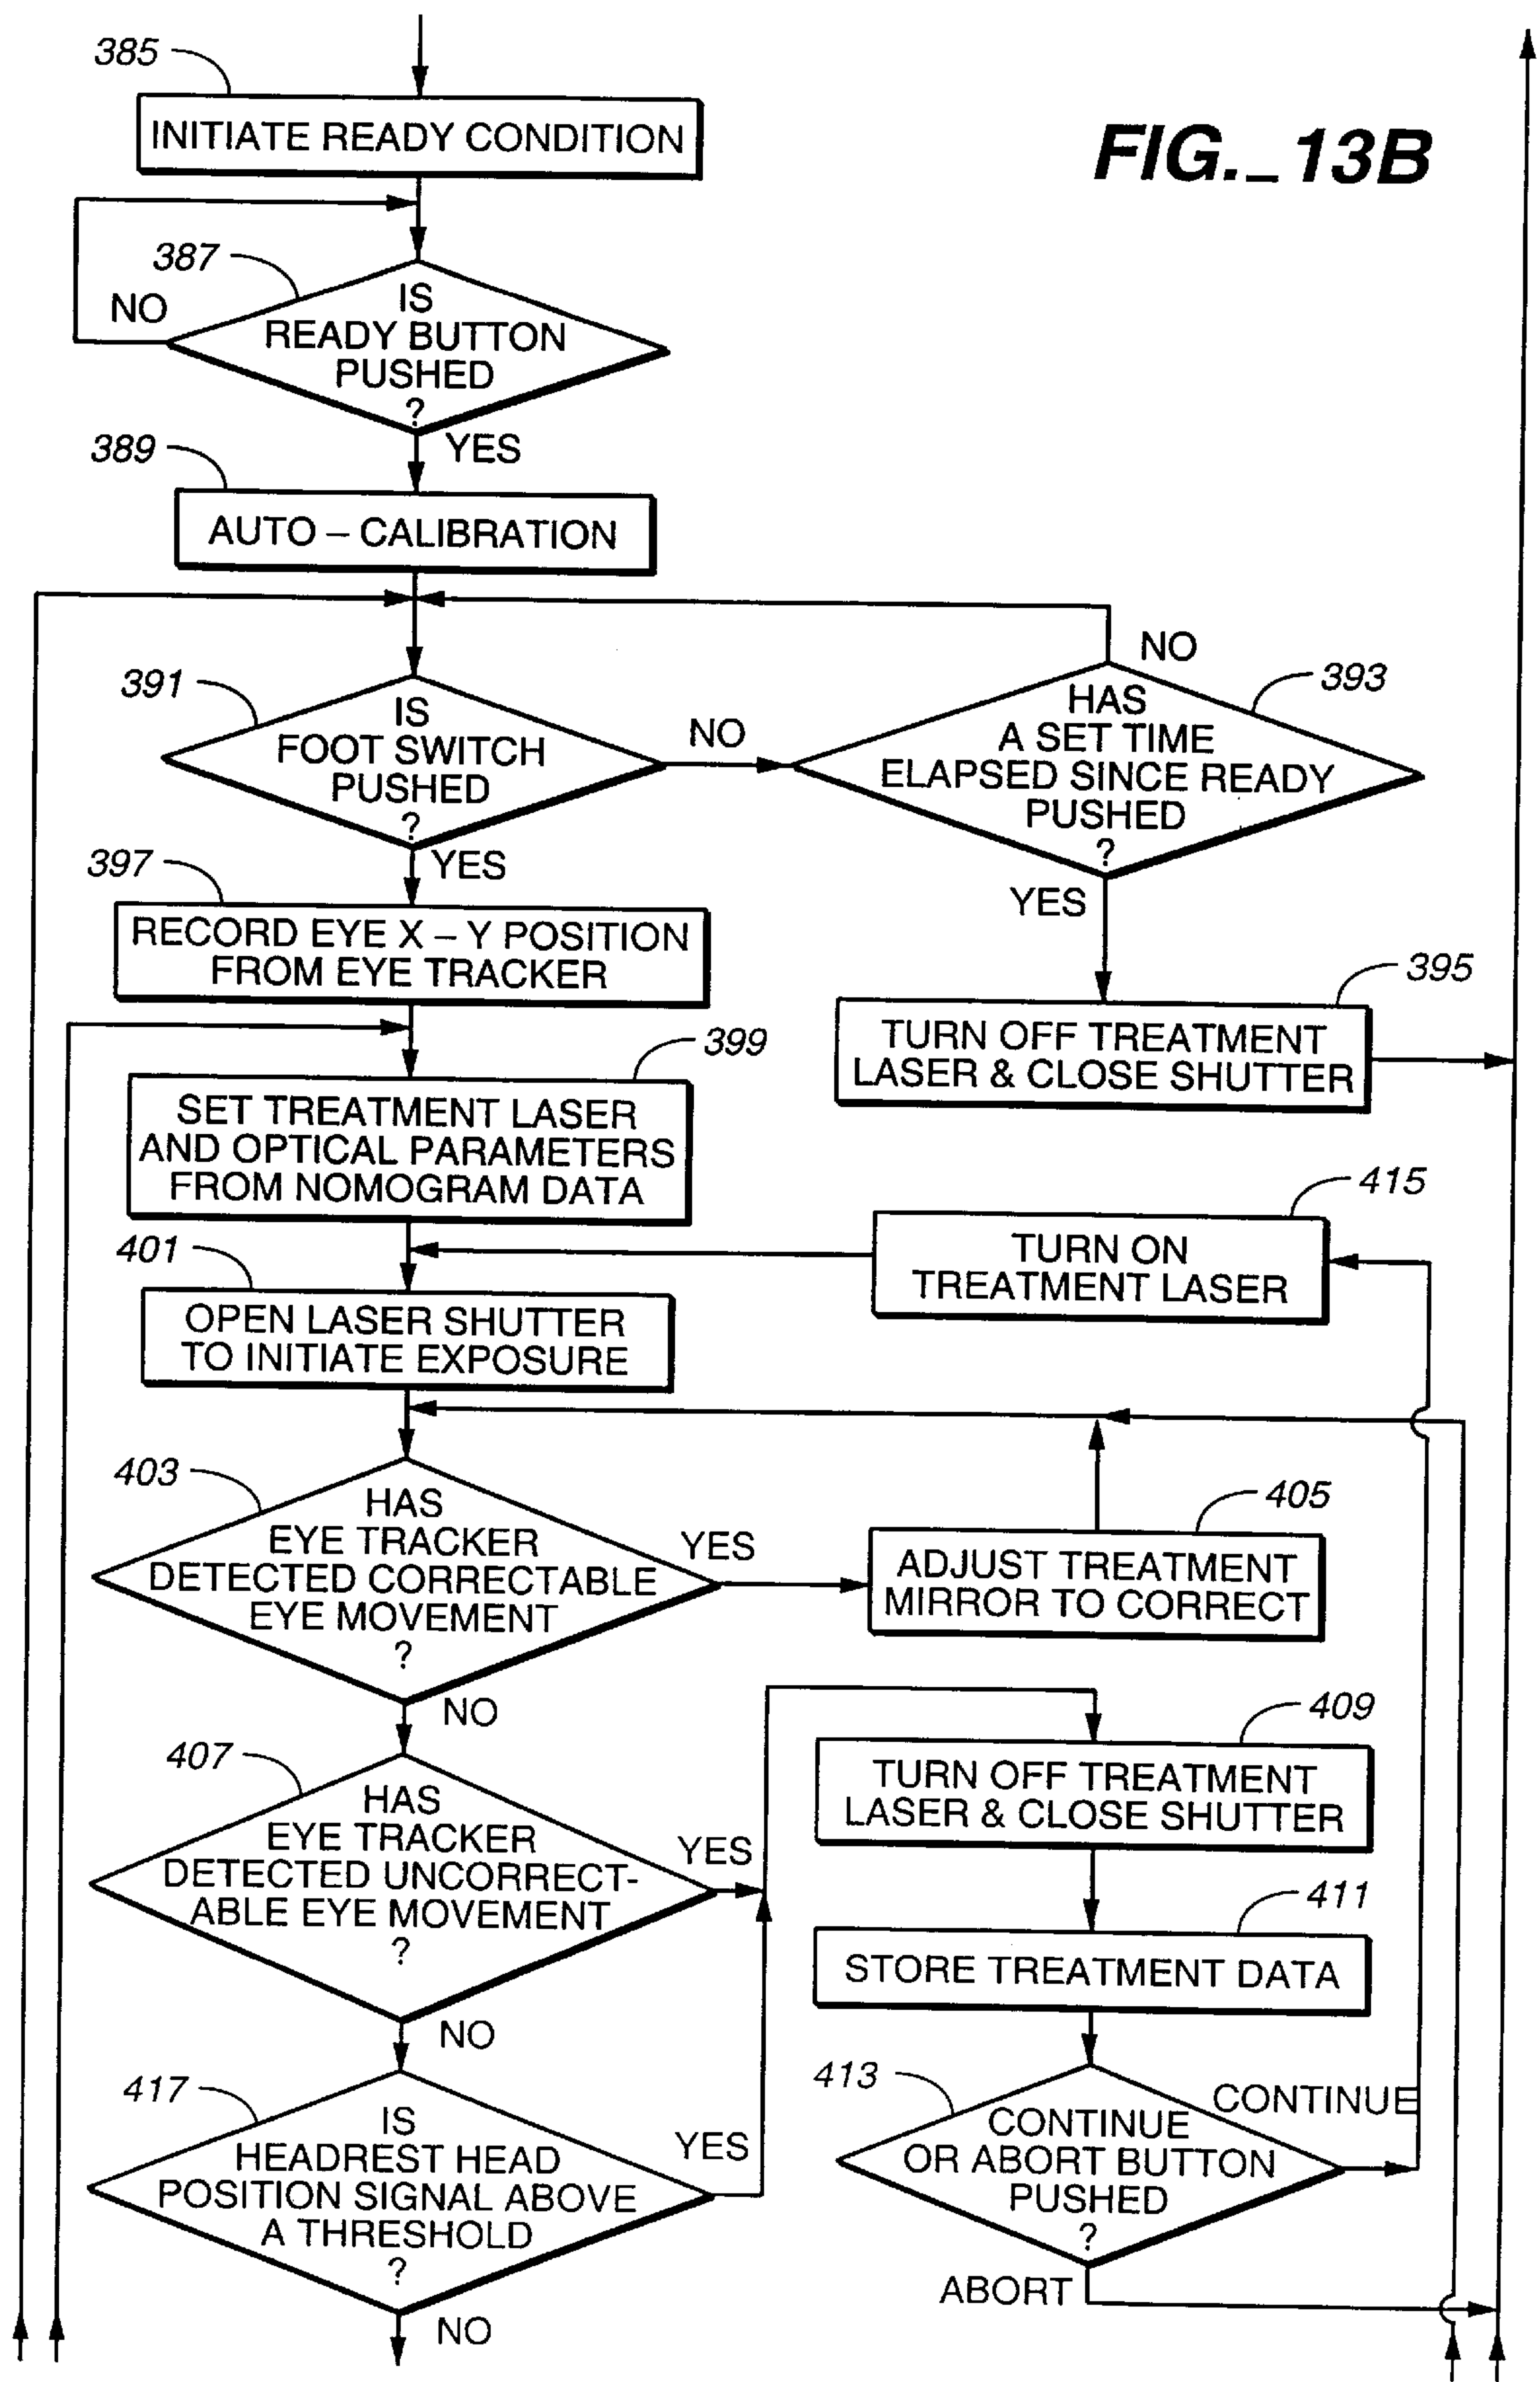 385
INITIATE READY CONDITION
FIG._13B
387
NO
IS
READY BUTTON
PUSHED
?
YES
389
AUTO – CALIBRATION
391
IS
FOOT SWITCH
PUSHED
?
NO
NO
393
HAS
A SET TIME
ELAPSED SINCE READY
PUSHED
?
YES
YES
397
RECORD EYE X – Y POSITION
FROM EYE TRACKER
395
TURN OFF TREATMENT
LASER & CLOSE SHUTTER
399
SET TREATMENT LASER
AND OPTICAL PARAMETERS
FROM NOMOGRAM DATA
415
TURN ON
TREATMENT LASER
401
OPEN LASER SHUTTER
TO INITIATE EXPOSURE
403
HAS
EYE TRACKER
DETECTED CORRECTABLE
EYE MOVEMENT
?
YES
405
ADJUST TREATMENT
MIRROR TO CORRECT
NO
407
HAS
EYE TRACKER
DETECTED UNCORRECT-
ABLE EYE MOVEMENT
?
YES
409
TURN OFF TREATMENT
LASER & CLOSE SHUTTER
411
STORE TREATMENT DATA
NO
417
IS
HEADREST HEAD
POSITION SIGNAL ABOVE
A THRESHOLD
?
YES
413
CONTINUE
OR ABORT BUTTON
PUSHED
?
CONTINUE
ABORT
NO